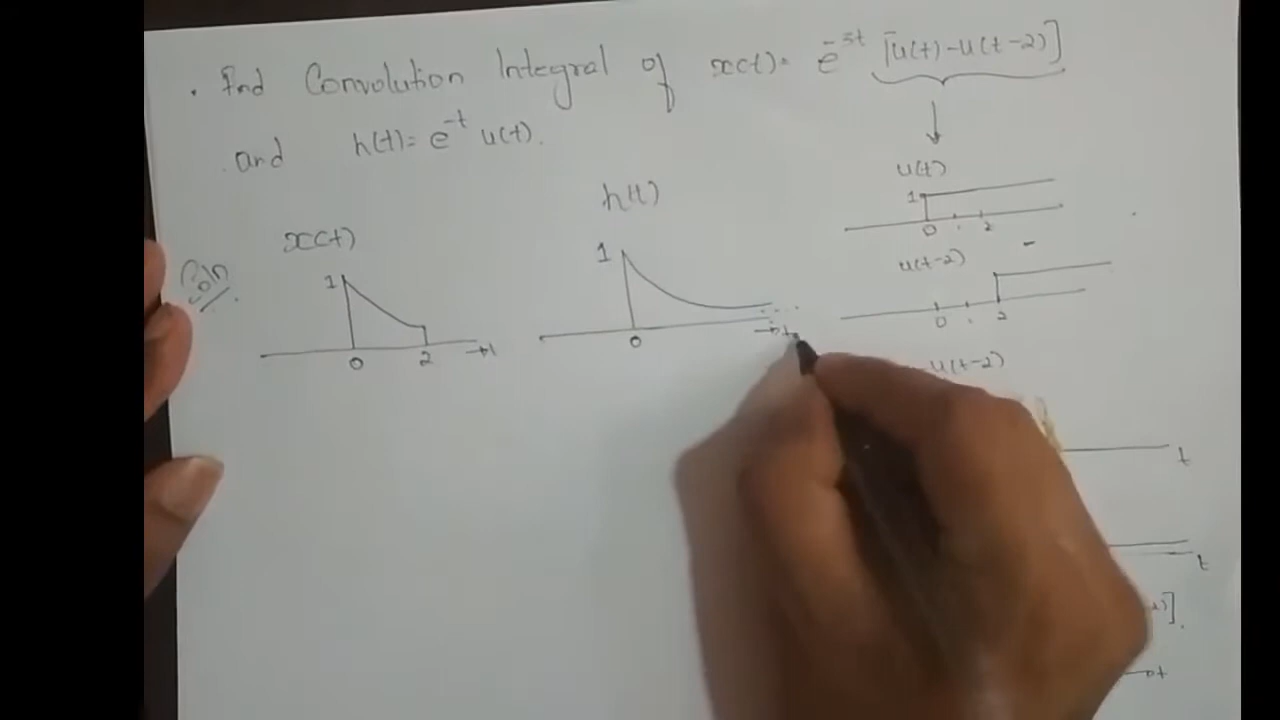 . Find Convolution Integral of x(t)= e^-3t [u(t)-u(t-2)]
and h(t)= e^-t u(t).
Soln
x(t)
1
0 2 →t
h(t)
1
0
→t
u(t)
1
0 2
-
u(t-2)
0 2
-u(t-2)
t
t
]
→t